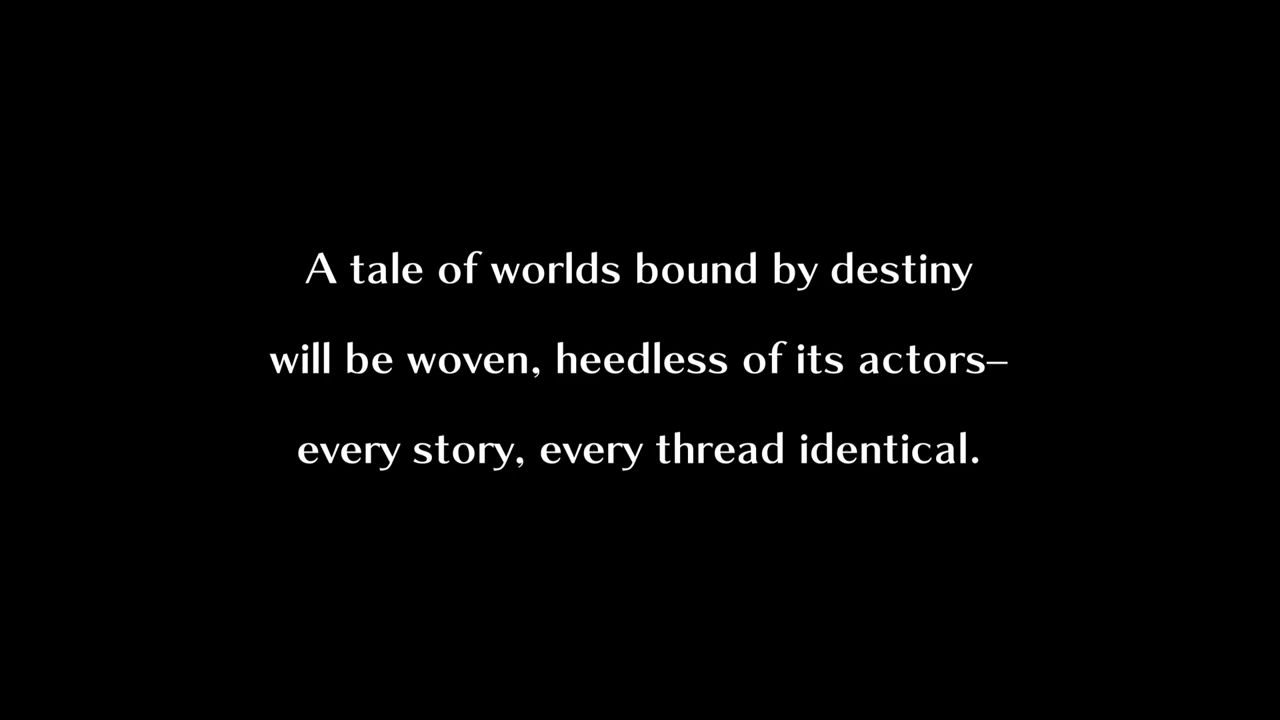 A tale of worlds bound by destiny
will be woven, heedless of its actors–
every story, every thread identical.